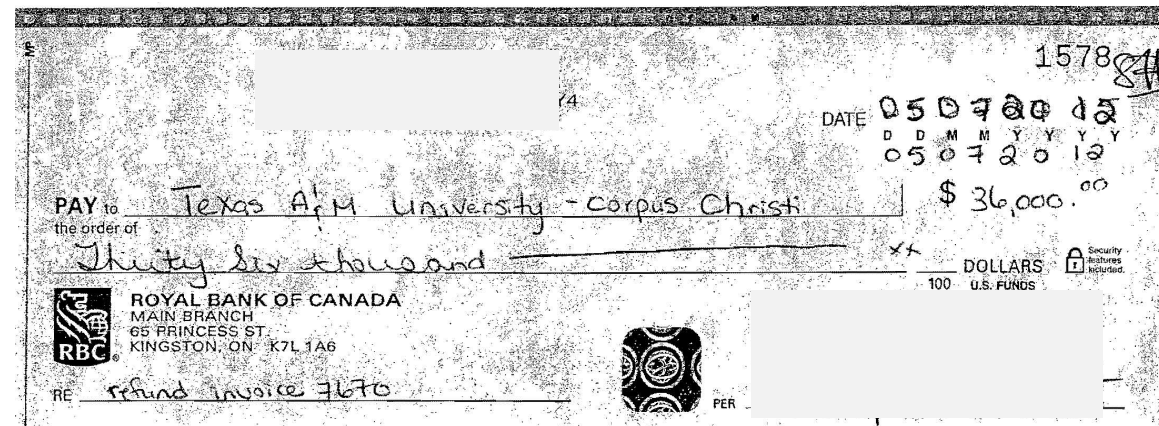 MP
1578
Y4
DATE 05072012
D D M M Y Y Y Y
05072012
PAY to the order of Texas A&M University - Corpus Christi $ 36,000.00
Thirty Six thousand xx
100 DOLLARS
U.S. FUNDS
Security features included.
RBC
ROYAL BANK OF CANADA
MAIN BRANCH
65 PRINCESS ST.
KINGSTON, ON K7L 1A6
RE refund invoice 7670
PER